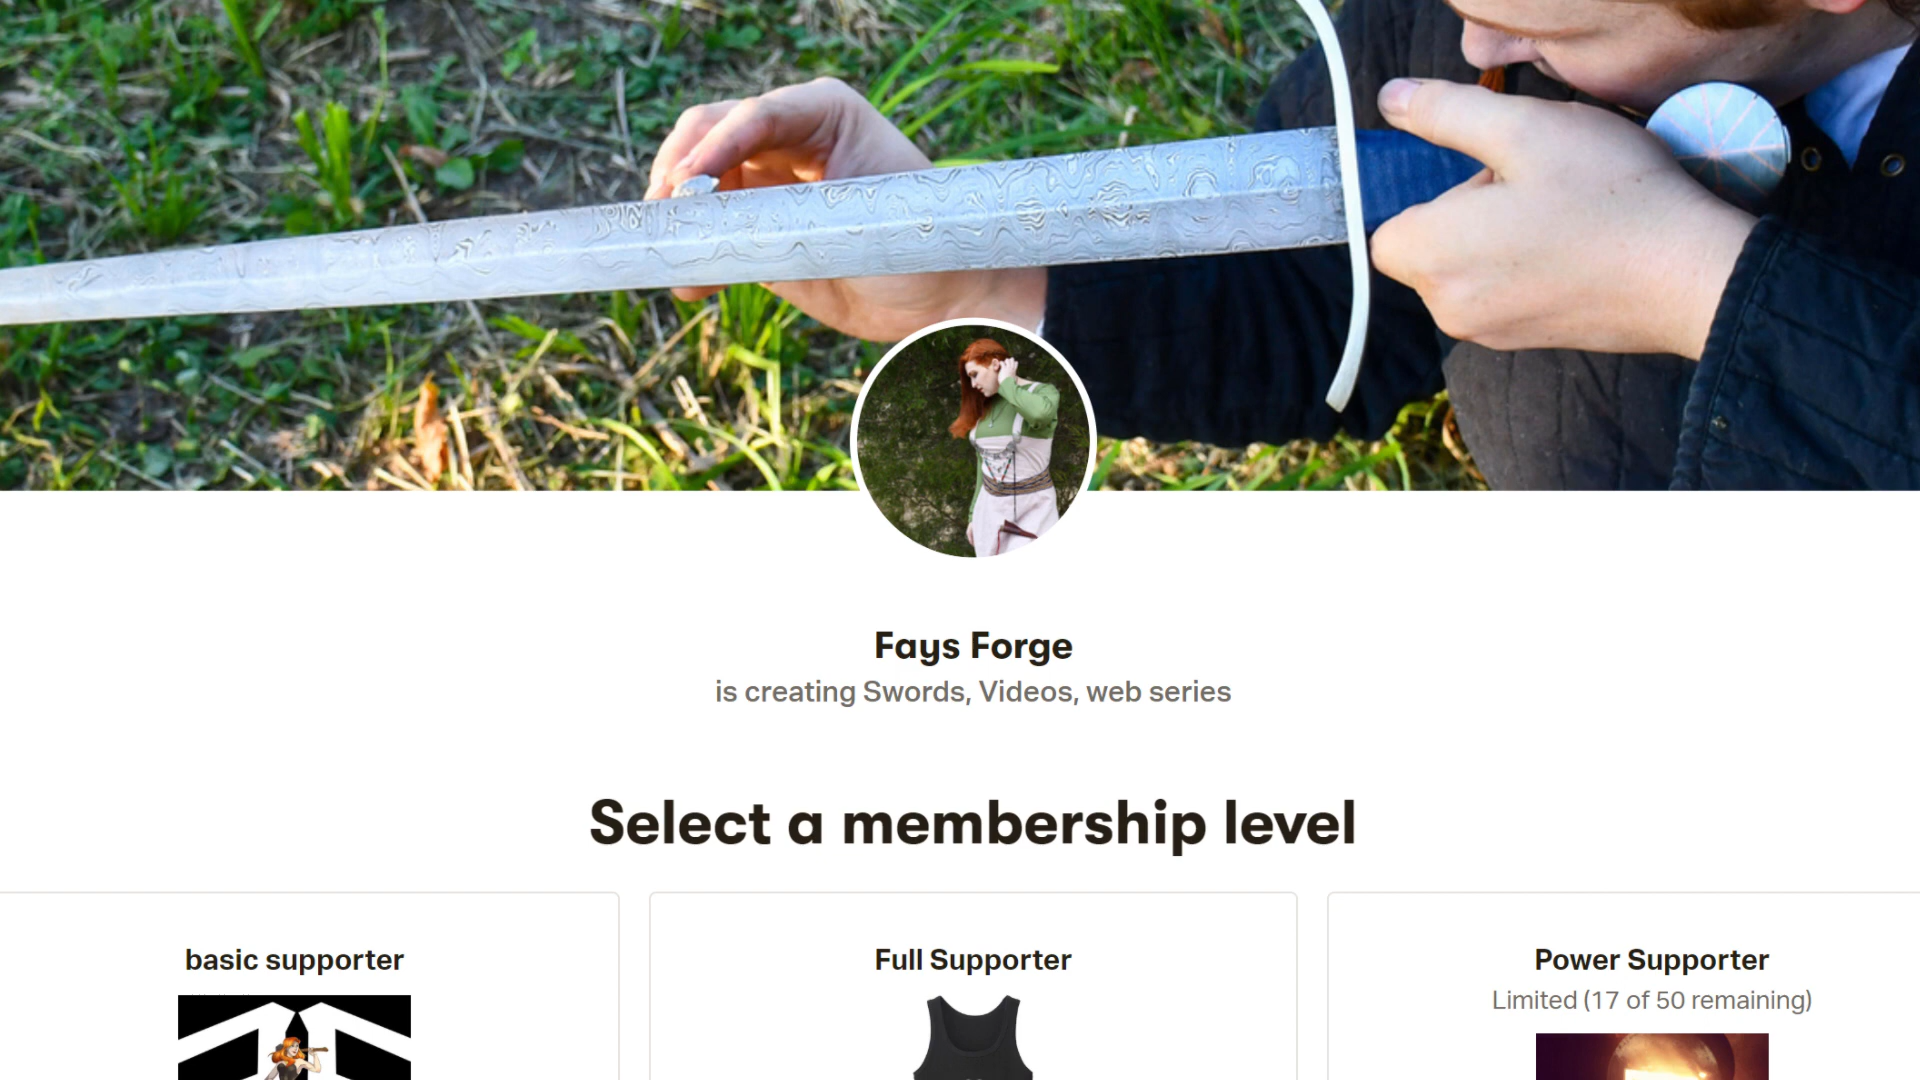 Fays Forge
is creating Swords, Videos, web series
Select a membership level
basic supporter
Full Supporter
Power Supporter
Limited (17 of 50 remaining)